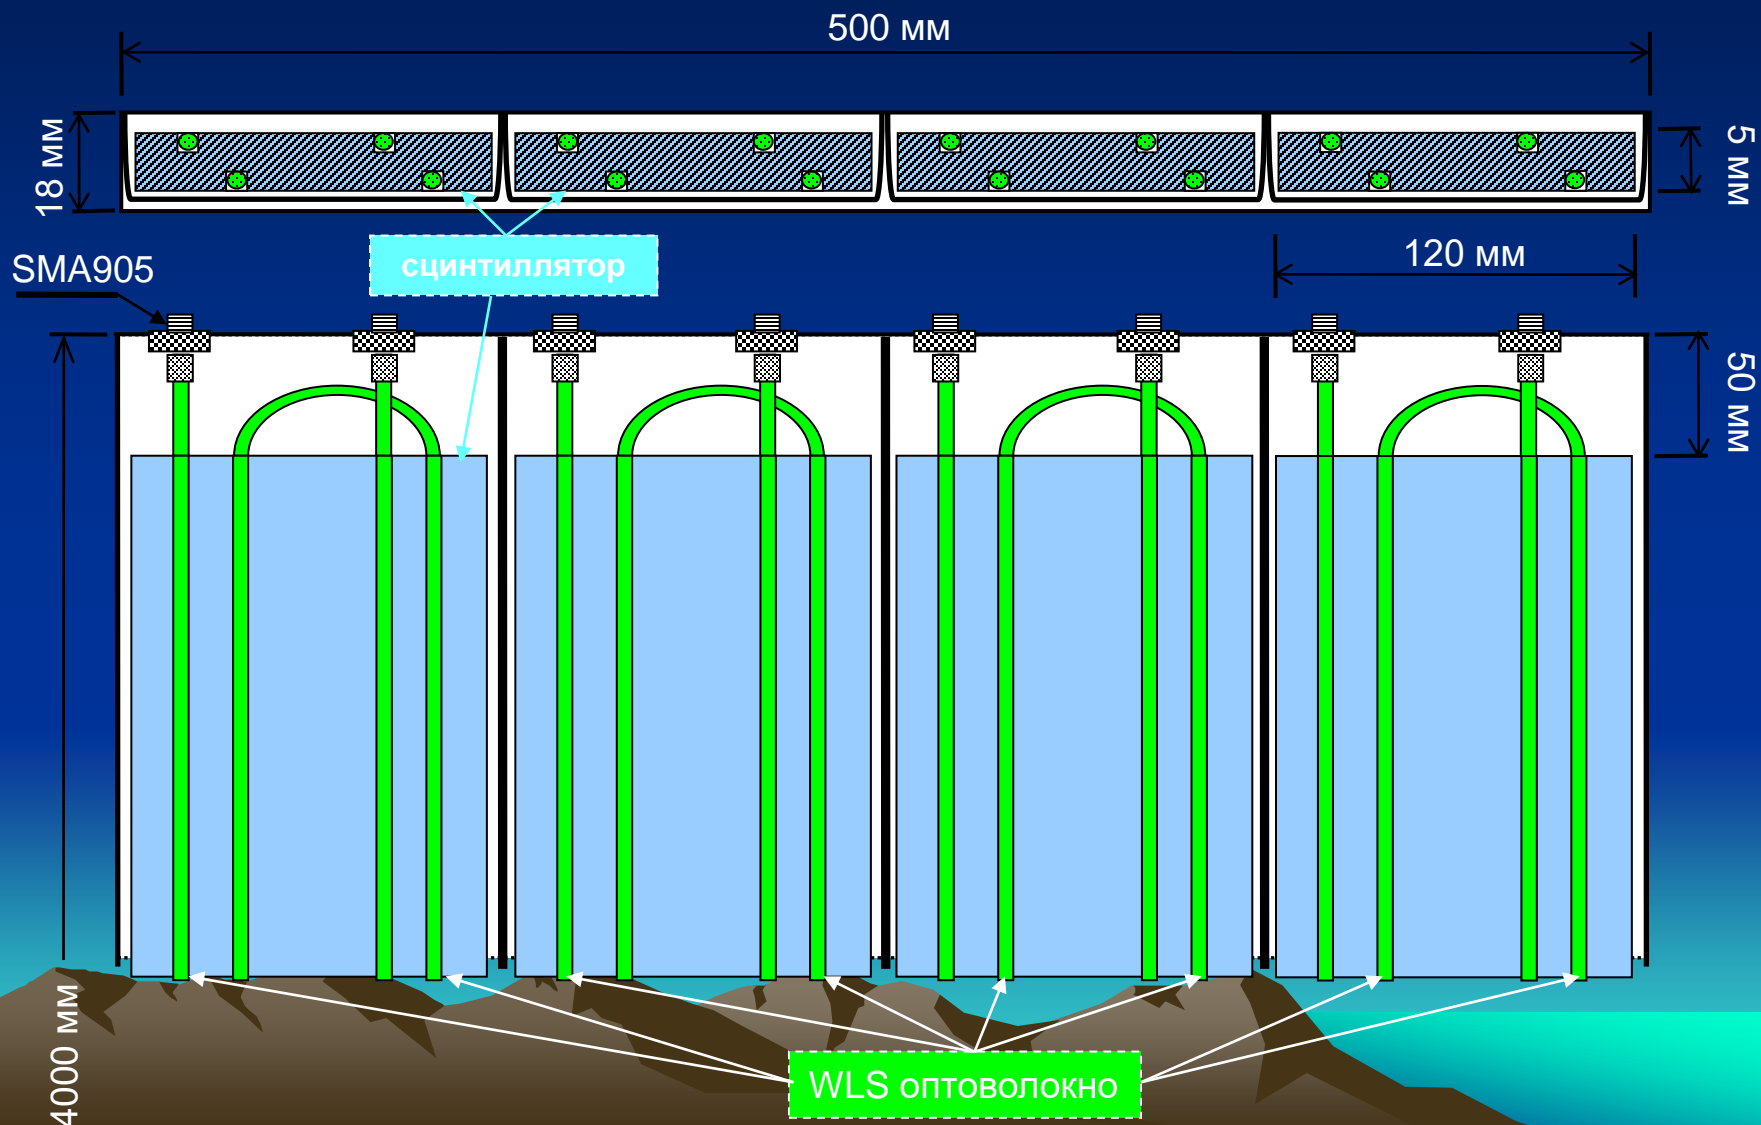 500 мм
18 мм
5 мм
сцинтиллятор
SMA905
120 мм
50 мм
4000 мм
WLS оптоволокно